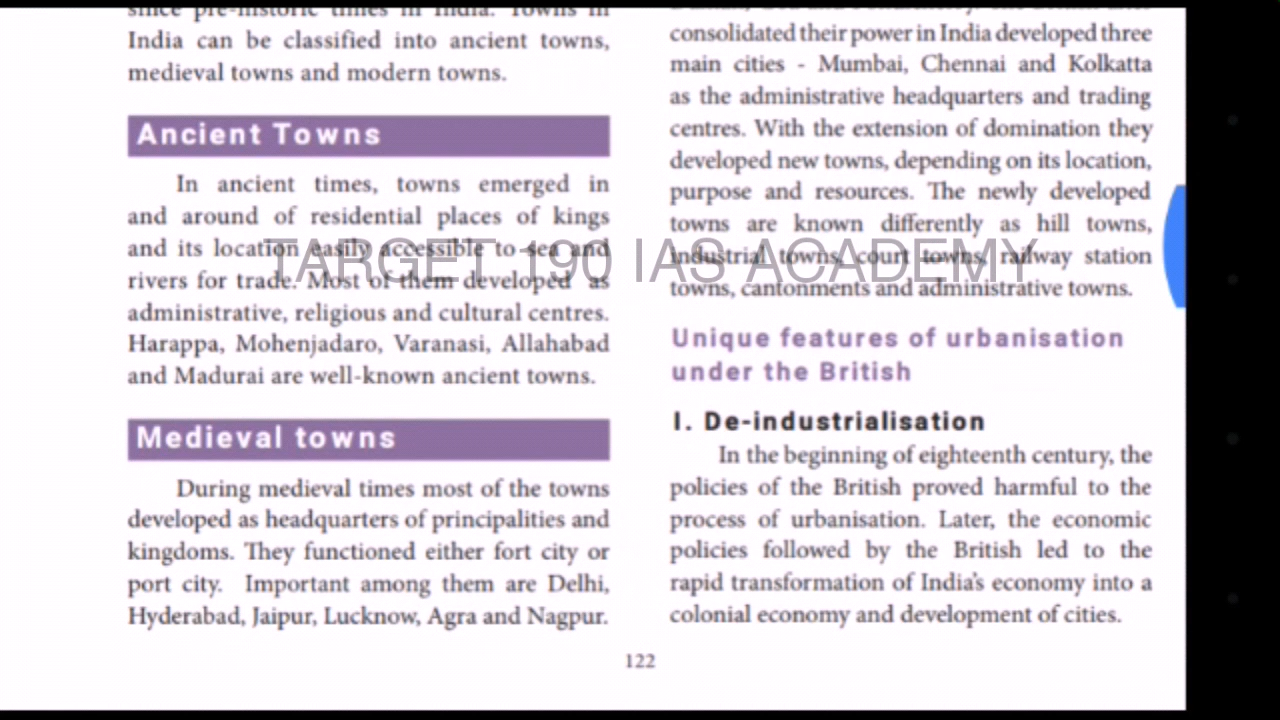 since pre-historic times in India. Towns in
India can be classified into ancient towns,
medieval towns and modern towns.
Ancient Towns
In ancient times, towns emerged in
and around of residential places of kings
and its location easily accessible to sea and
rivers for trade. Most of them developed as
administrative, religious and cultural centres.
Harappa, Mohenjadaro, Varanasi, Allahabad
and Madurai are well-known ancient towns.
Medieval towns
During medieval times most of the towns
developed as headquarters of principalities and
kingdoms. They functioned either fort city or
port city. Important among them are Delhi,
Hyderabad, Jaipur, Lucknow, Agra and Nagpur.
consolidated their power in India developed three
main cities - Mumbai, Chennai and Kolkatta
as the administrative headquarters and trading
centres. With the extension of domination they
developed new towns, depending on its location,
purpose and resources. The newly developed
towns are known differently as hill towns,
industrial towns, court towns, railway station
towns, cantonments and administrative towns.
Unique features of urbanisation
under the British
I. De-industrialisation
In the beginning of eighteenth century, the
policies of the British proved harmful to the
process of urbanisation. Later, the economic
policies followed by the British led to the
rapid transformation of India's economy into a
colonial economy and development of cities.
122
TARGET 190 IAS ACADEMY